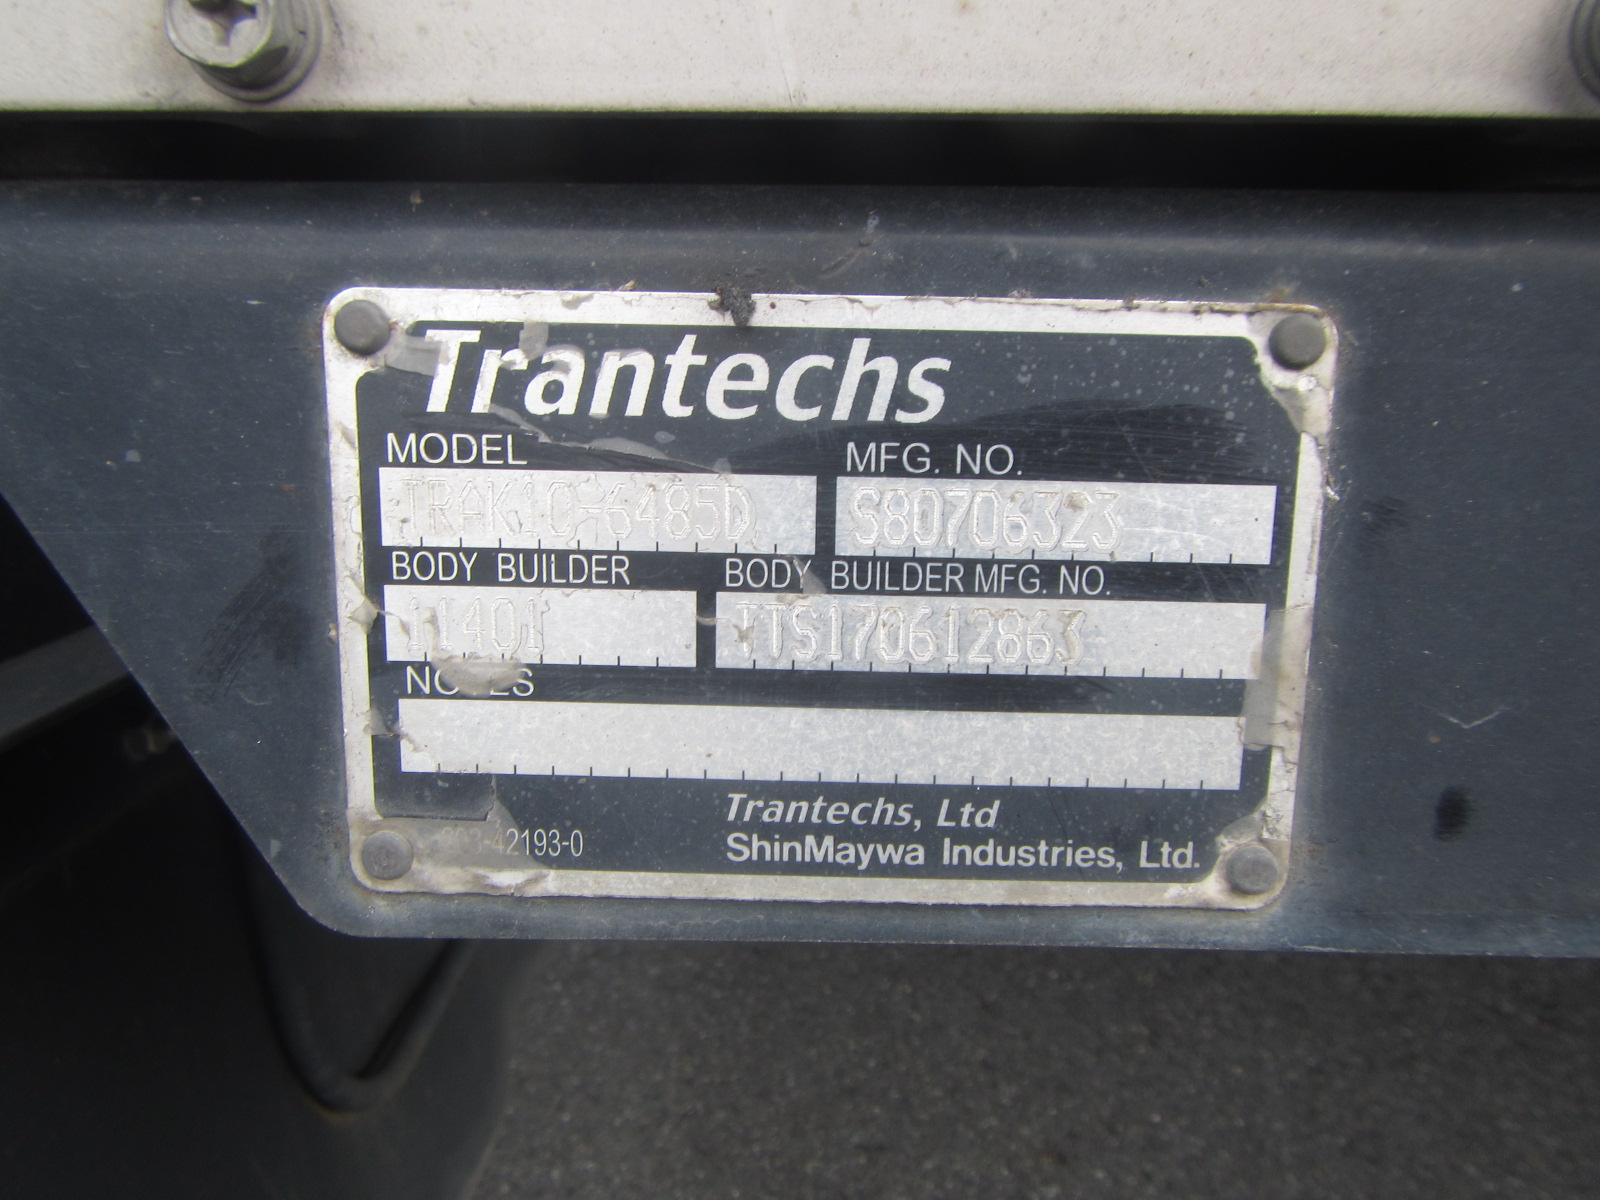 Trantechs
MODEL MFG. NO.
TRAK10-6485D S80706323
BODY BUILDER BODY BUILDER MFG. NO.
11401 TTS170612863
NOTES
Trantechs, Ltd
803-42193-0 ShinMaywa Industries, Ltd.